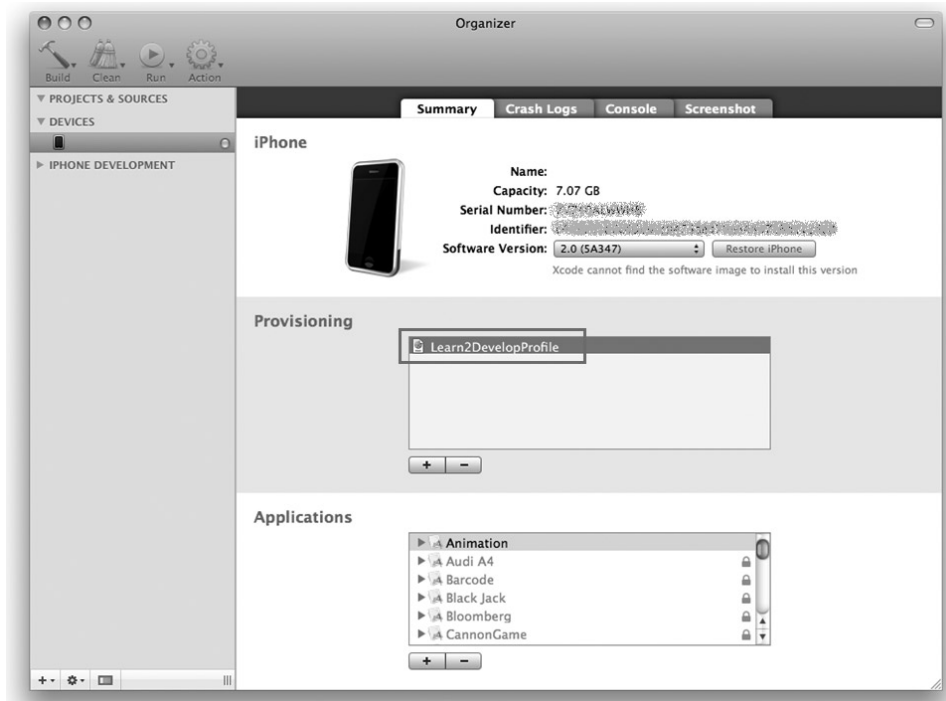 Organizer
Build Clean Run Action
PROJECTS & SOURCES
DEVICES
IPHONE DEVELOPMENT
Summary Crash Logs Console Screenshot
iPhone
Name:
Capacity: 7.07 GB
Serial Number:
Identifier:
Software Version: 2.0 (5A347) Restore iPhone
Xcode cannot find the software image to install this version
Provisioning
Learn2DevelopProfile
+ −
Applications
Animation
Audi A4
Barcode
Black Jack
Bloomberg
CannonGame
+ −